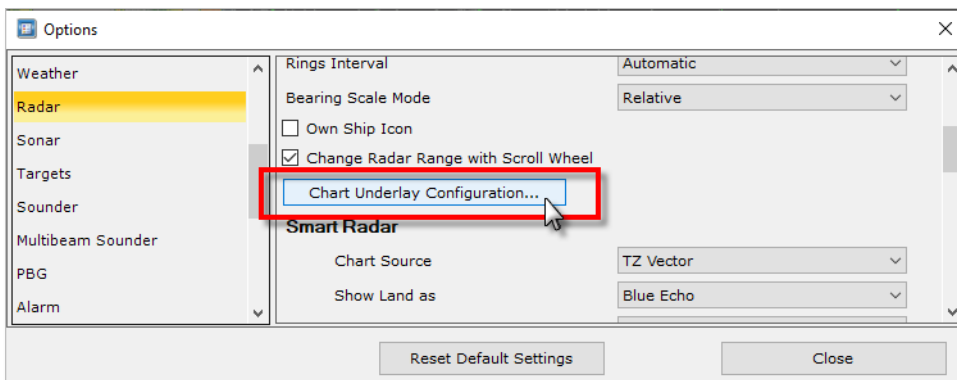 Options
Weather
Radar
Sonar
Targets
Sounder
Multibeam Sounder
PBG
Alarm
Rings Interval Automatic
Bearing Scale Mode Relative
Own Ship Icon
Change Radar Range with Scroll Wheel
Chart Underlay Configuration...
Smart Radar
Chart Source TZ Vector
Show Land as Blue Echo
Reset Default Settings Close